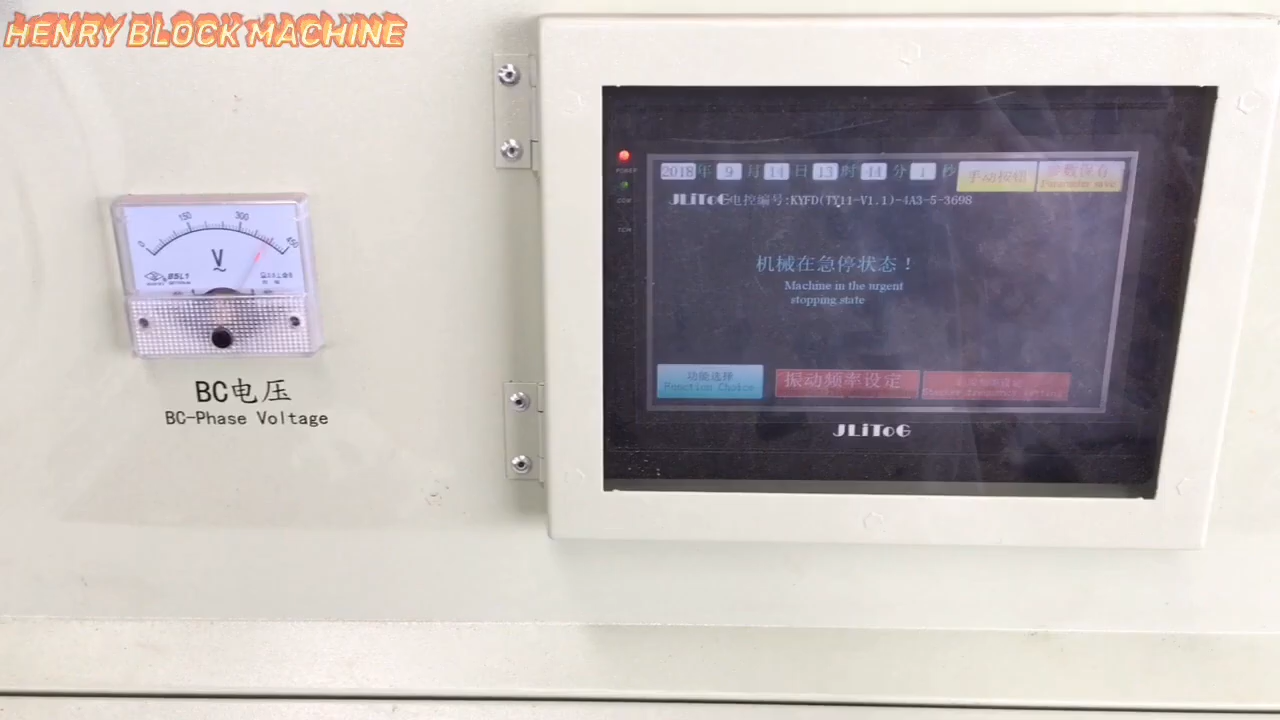 HENRY BLOCK MACHINE
0 150 300 450
V
BC电压
BC-Phase Voltage
POWER
COM
2018 年 9 月 14 日 13 时 44 分 1 秒
手动按钮
参数保存
Parameter save
JLiToG电控编号:KYFD(TY11-V1.1)-4A3-5-3698
机械在急停状态！
Machine in the urgent
stopping state
功能选择
Function Choice
振动频率设定
JLiToG